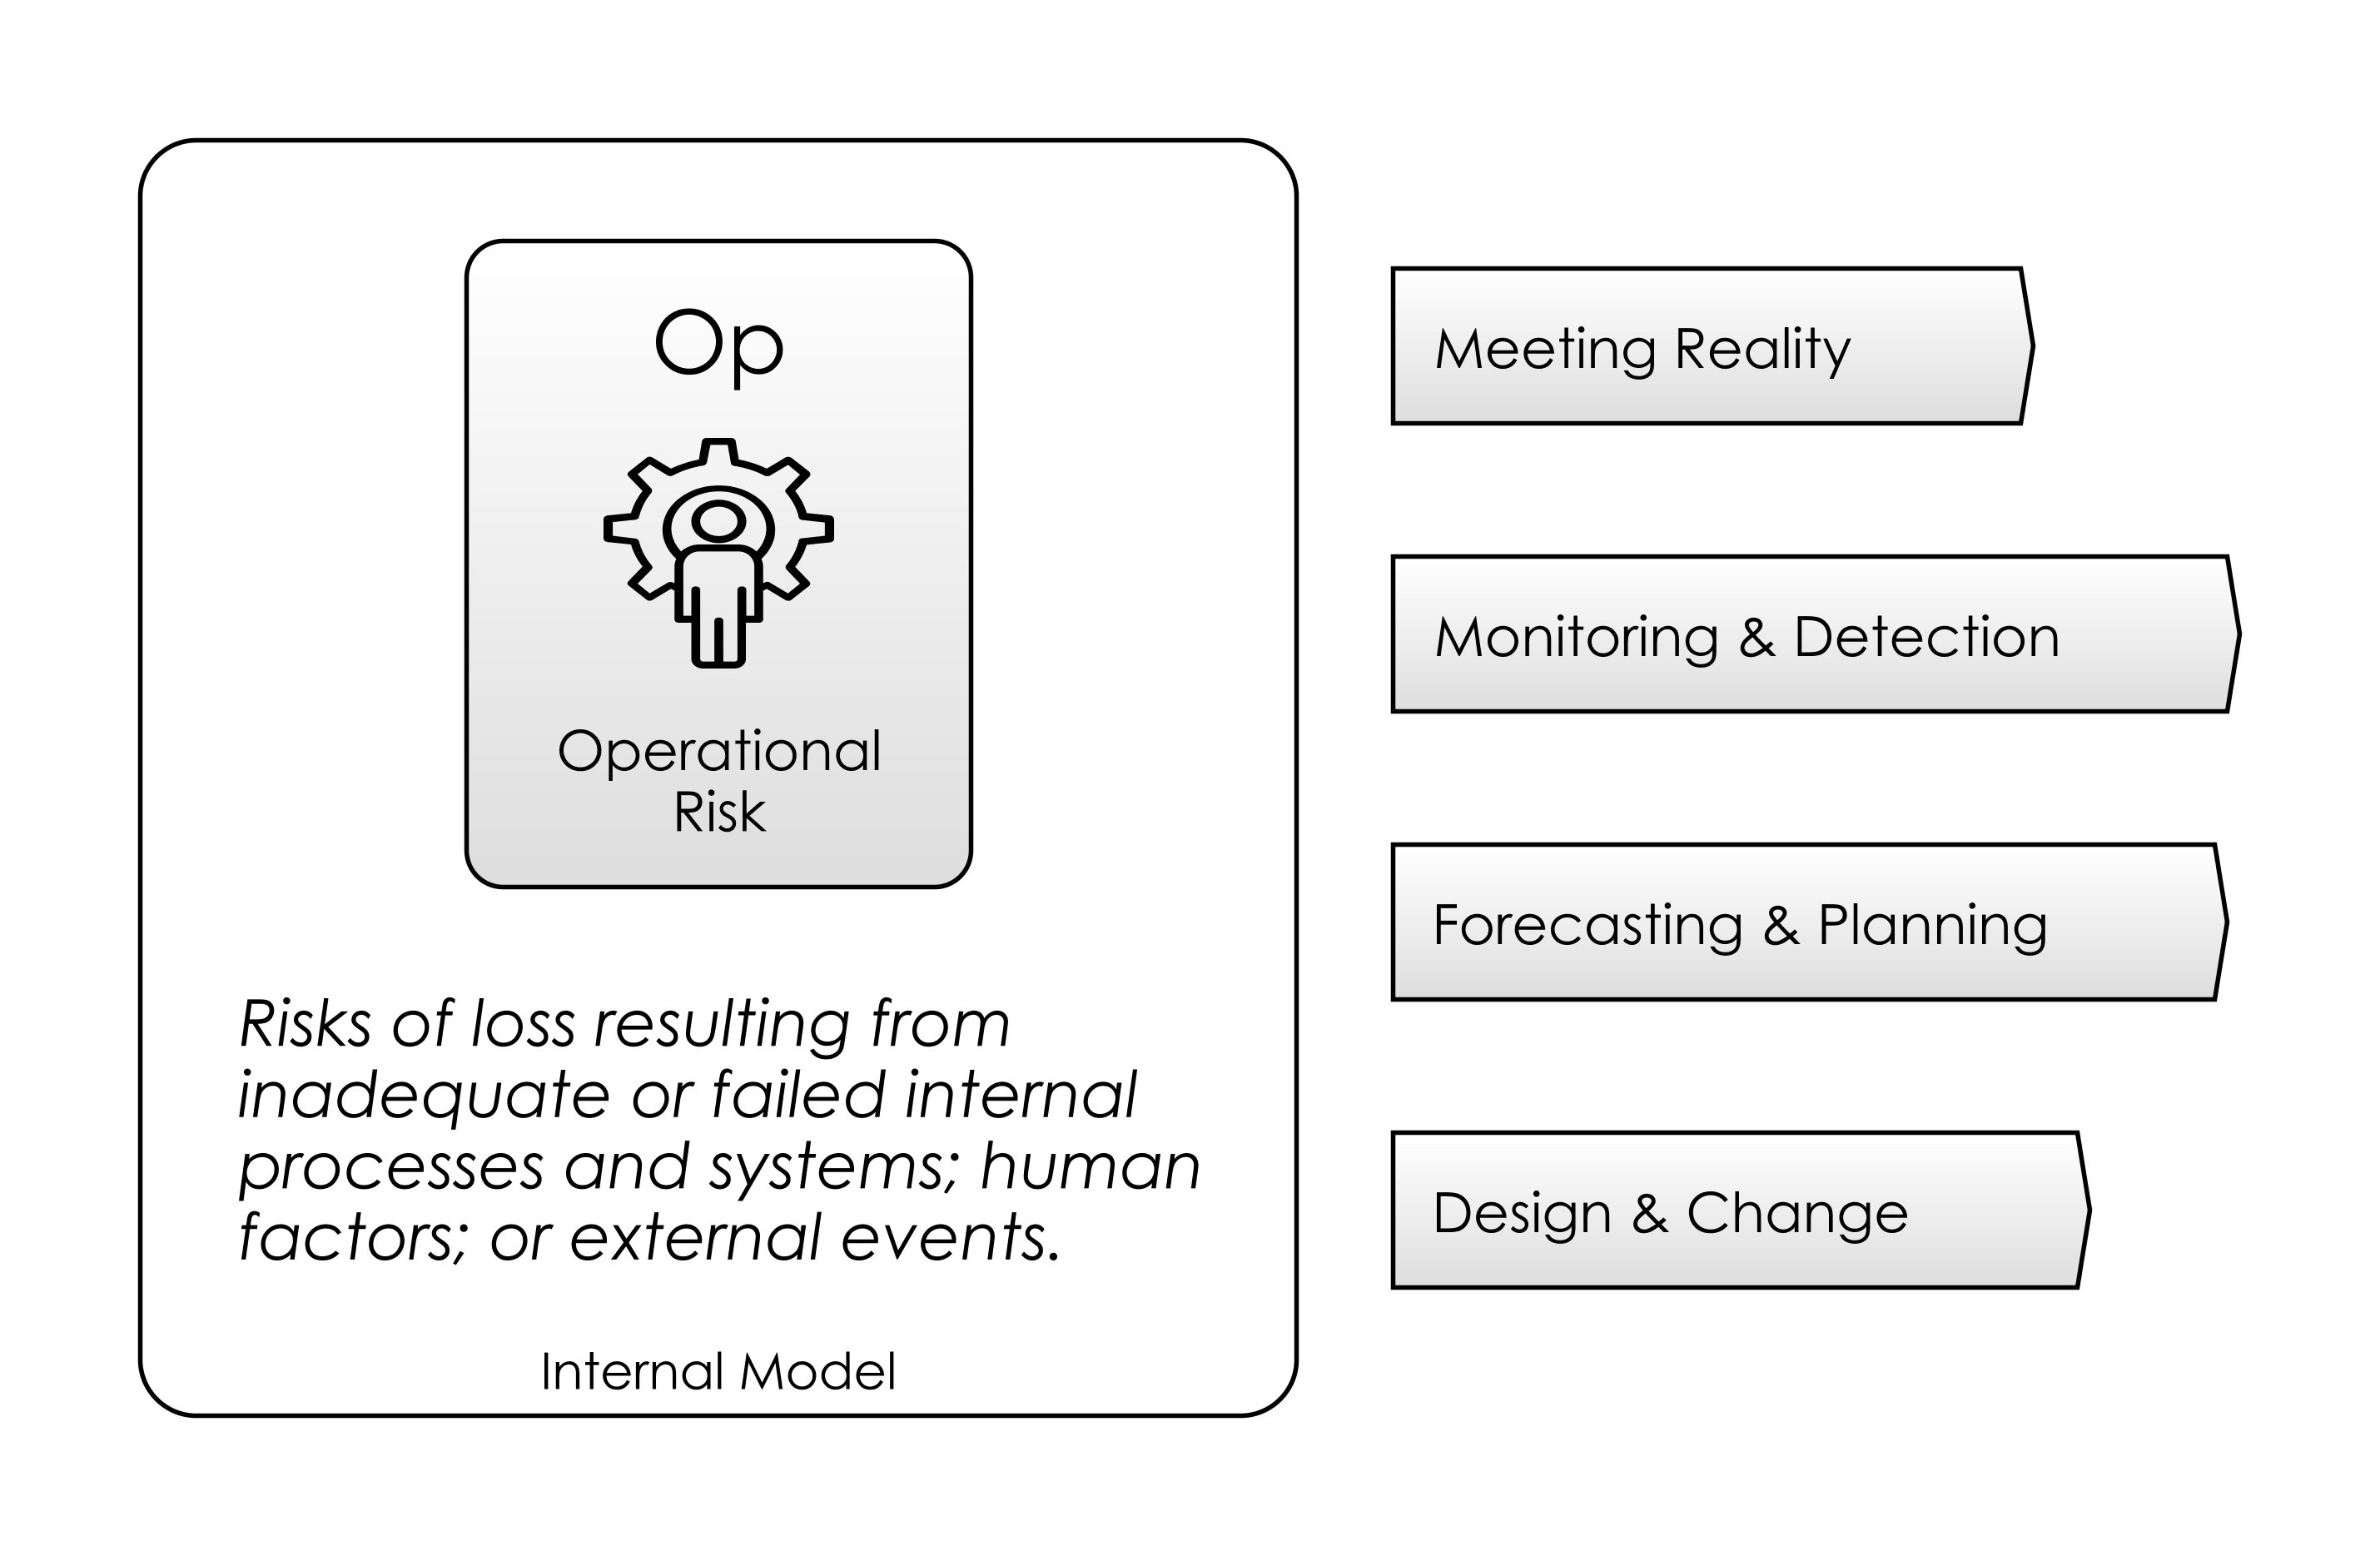 Op
Operational
Risk
Risks of loss resulting from
inadequate or failed internal
processes and systems; human
factors; or external events.
Internal Model
Meeting Reality
Monitoring & Detection
Forecasting & Planning
Design & Change